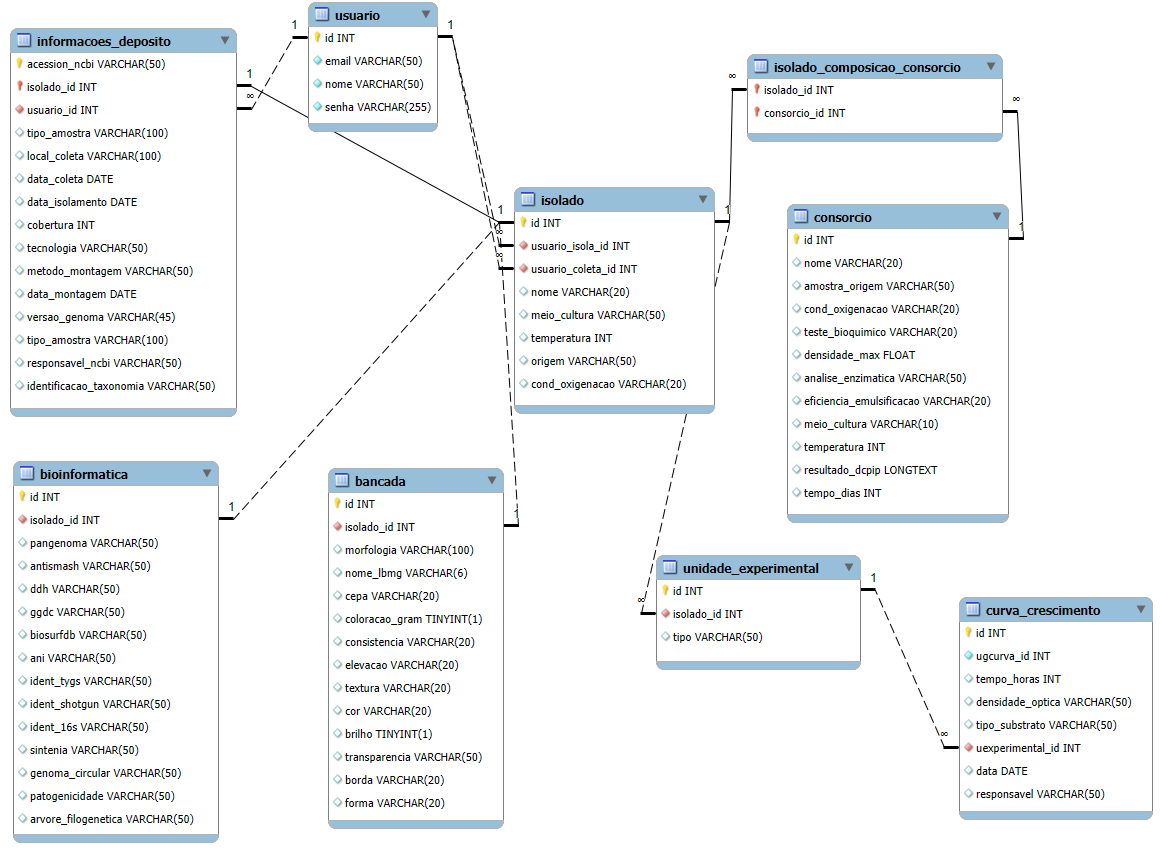 informacoes_deposito
acession_ncbi VARCHAR(50)
isolado_id INT
usuario_id INT
tipo_amostra VARCHAR(100)
local_coleta VARCHAR(100)
data_coleta DATE
data_isolamento DATE
cobertura INT
tecnologia VARCHAR(50)
metodo_montagem VARCHAR(50)
data_montagem DATE
versao_genoma VARCHAR(45)
tipo_amostra VARCHAR(100)
responsavel_ncbi VARCHAR(50)
identificacao_taxonomia VARCHAR(50)
1
∞
1
usuario
id INT
email VARCHAR(50)
nome VARCHAR(50)
senha VARCHAR(255)
1
isolado
id INT
usuario_isola_id INT
usuario_coleta_id INT
nome VARCHAR(20)
meio_cultura VARCHAR(50)
temperatura INT
origem VARCHAR(50)
cond_oxigenacao VARCHAR(20)
1
∞
∞
1
isolado_composicao_consorcio
isolado_id INT
consorcio_id INT
∞
∞
consorcio
id INT
nome VARCHAR(20)
amostra_origem VARCHAR(50)
cond_oxigenacao VARCHAR(20)
teste_bioquimico VARCHAR(20)
densidade_max FLOAT
analise_enzimatica VARCHAR(50)
eficiencia_emulsificacao VARCHAR(20)
meio_cultura VARCHAR(10)
temperatura INT
resultado_dcpip LONGTEXT
tempo_dias INT
1
bioinformatica
id INT
isolado_id INT
pangenoma VARCHAR(50)
antismash VARCHAR(50)
ddh VARCHAR(50)
ggdc VARCHAR(50)
biosurfdb VARCHAR(50)
ani VARCHAR(50)
ident_tygs VARCHAR(50)
ident_shotgun VARCHAR(50)
ident_16s VARCHAR(50)
sintenia VARCHAR(50)
genoma_circular VARCHAR(50)
patogenicidade VARCHAR(50)
arvore_filogenetica VARCHAR(50)
1
bancada
id INT
isolado_id INT
morfologia VARCHAR(100)
nome_lbmg VARCHAR(6)
cepa VARCHAR(20)
coloracao_gram TINYINT(1)
consistencia VARCHAR(20)
elevacao VARCHAR(20)
textura VARCHAR(20)
cor VARCHAR(20)
brilho TINYINT(1)
transparencia VARCHAR(50)
borda VARCHAR(20)
forma VARCHAR(20)
1
unidade_experimental
id INT
isolado_id INT
tipo VARCHAR(50)
∞
1
curva_crescimento
id INT
ugcurva_id INT
tempo_horas INT
densidade_optica VARCHAR(50)
tipo_substrato VARCHAR(50)
uexperimental_id INT
data DATE
responsavel VARCHAR(50)
∞